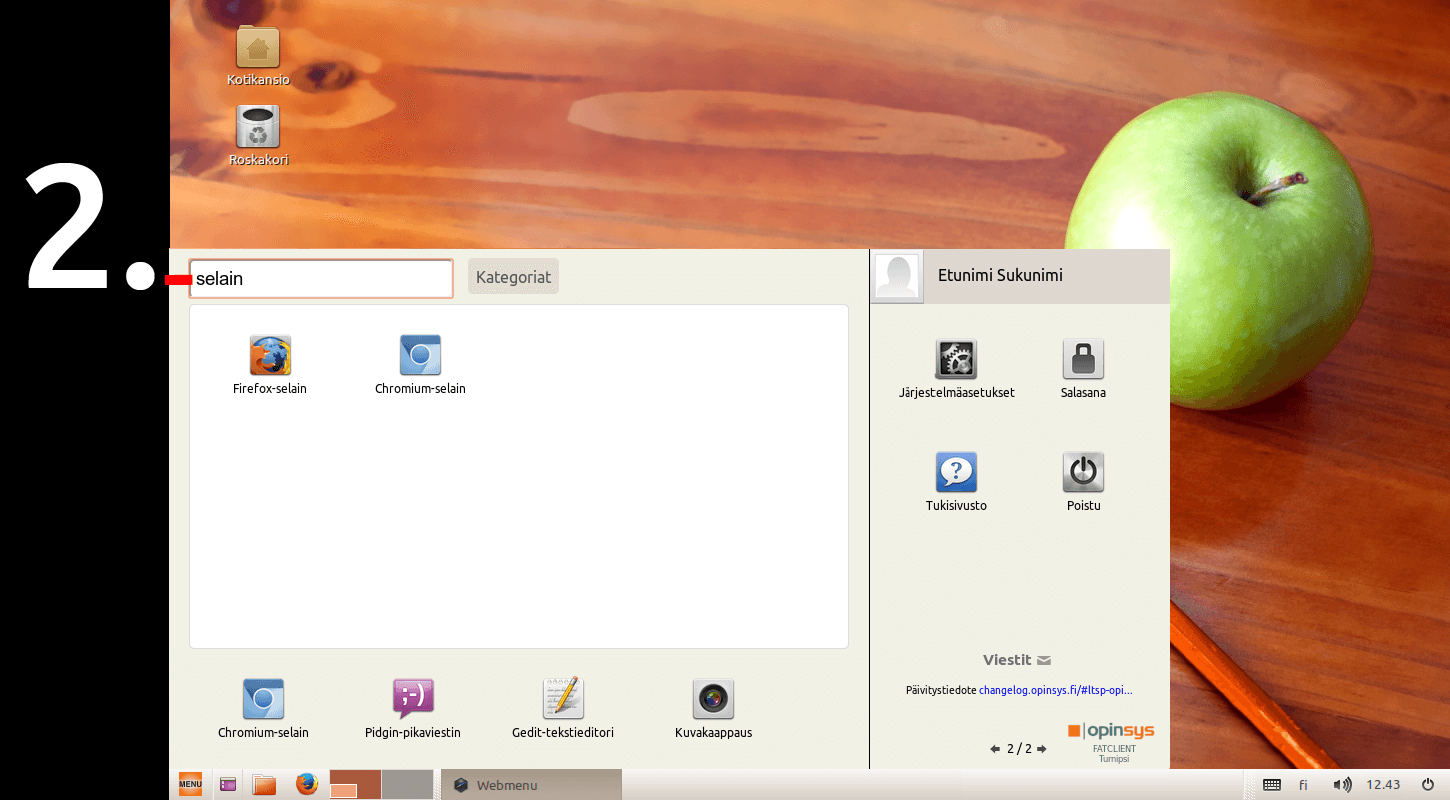 Kotikansio
Roskakori
2.
selain
Kategoriat
Etunimi Sukunimi
Firefox-selain
Chromium-selain
Järjestelmäasetukset
Salasana
Tukisivusto
Poistu
Viestit
Päivitystiedote changelog.opinsys.fi/#ltsp-opi...
Chromium-selain
Pidgin-pikaviestin
Gedit-tekstieditori
Kuvakaappaus
2 / 2
opinsys
FATCLIENT
Turnipsi
MENU
Webmenu
fi
12.43